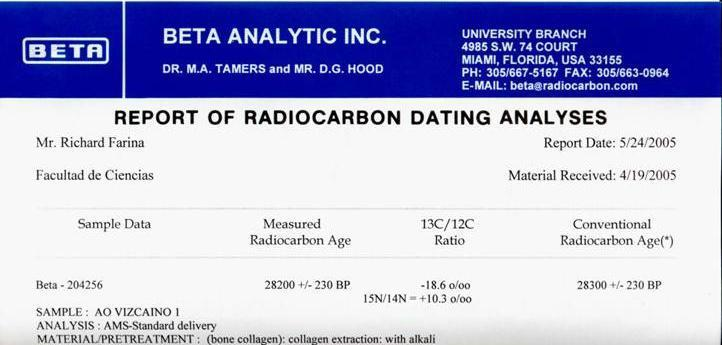 BETA
BETA ANALYTIC INC.
DR. M.A. TAMERS and MR. D.G. HOOD
UNIVERSITY BRANCH
4985 S.W. 74 COURT
MIAMI, FLORIDA, USA 33155
PH: 305/667-5167 FAX: 305/663-0964
E-MAIL: beta@radiocarbon.com
REPORT OF RADIOCARBON DATING ANALYSES
Mr. Richard Farina Report Date: 5/24/2005
Facultad de Ciencias Material Received: 4/19/2005
Sample Data Measured 13C/12C Conventional
Radiocarbon Age Ratio Radiocarbon Age(*)
Beta - 204256 28200 +/- 230 BP -18.6 o/oo 28300 +/- 230 BP
15N/14N = +10.3 o/oo
SAMPLE : AO VIZCAINO 1
ANALYSIS : AMS-Standard delivery
MATERIAL/PRETREATMENT : (bone collagen): collagen extraction: with alkali